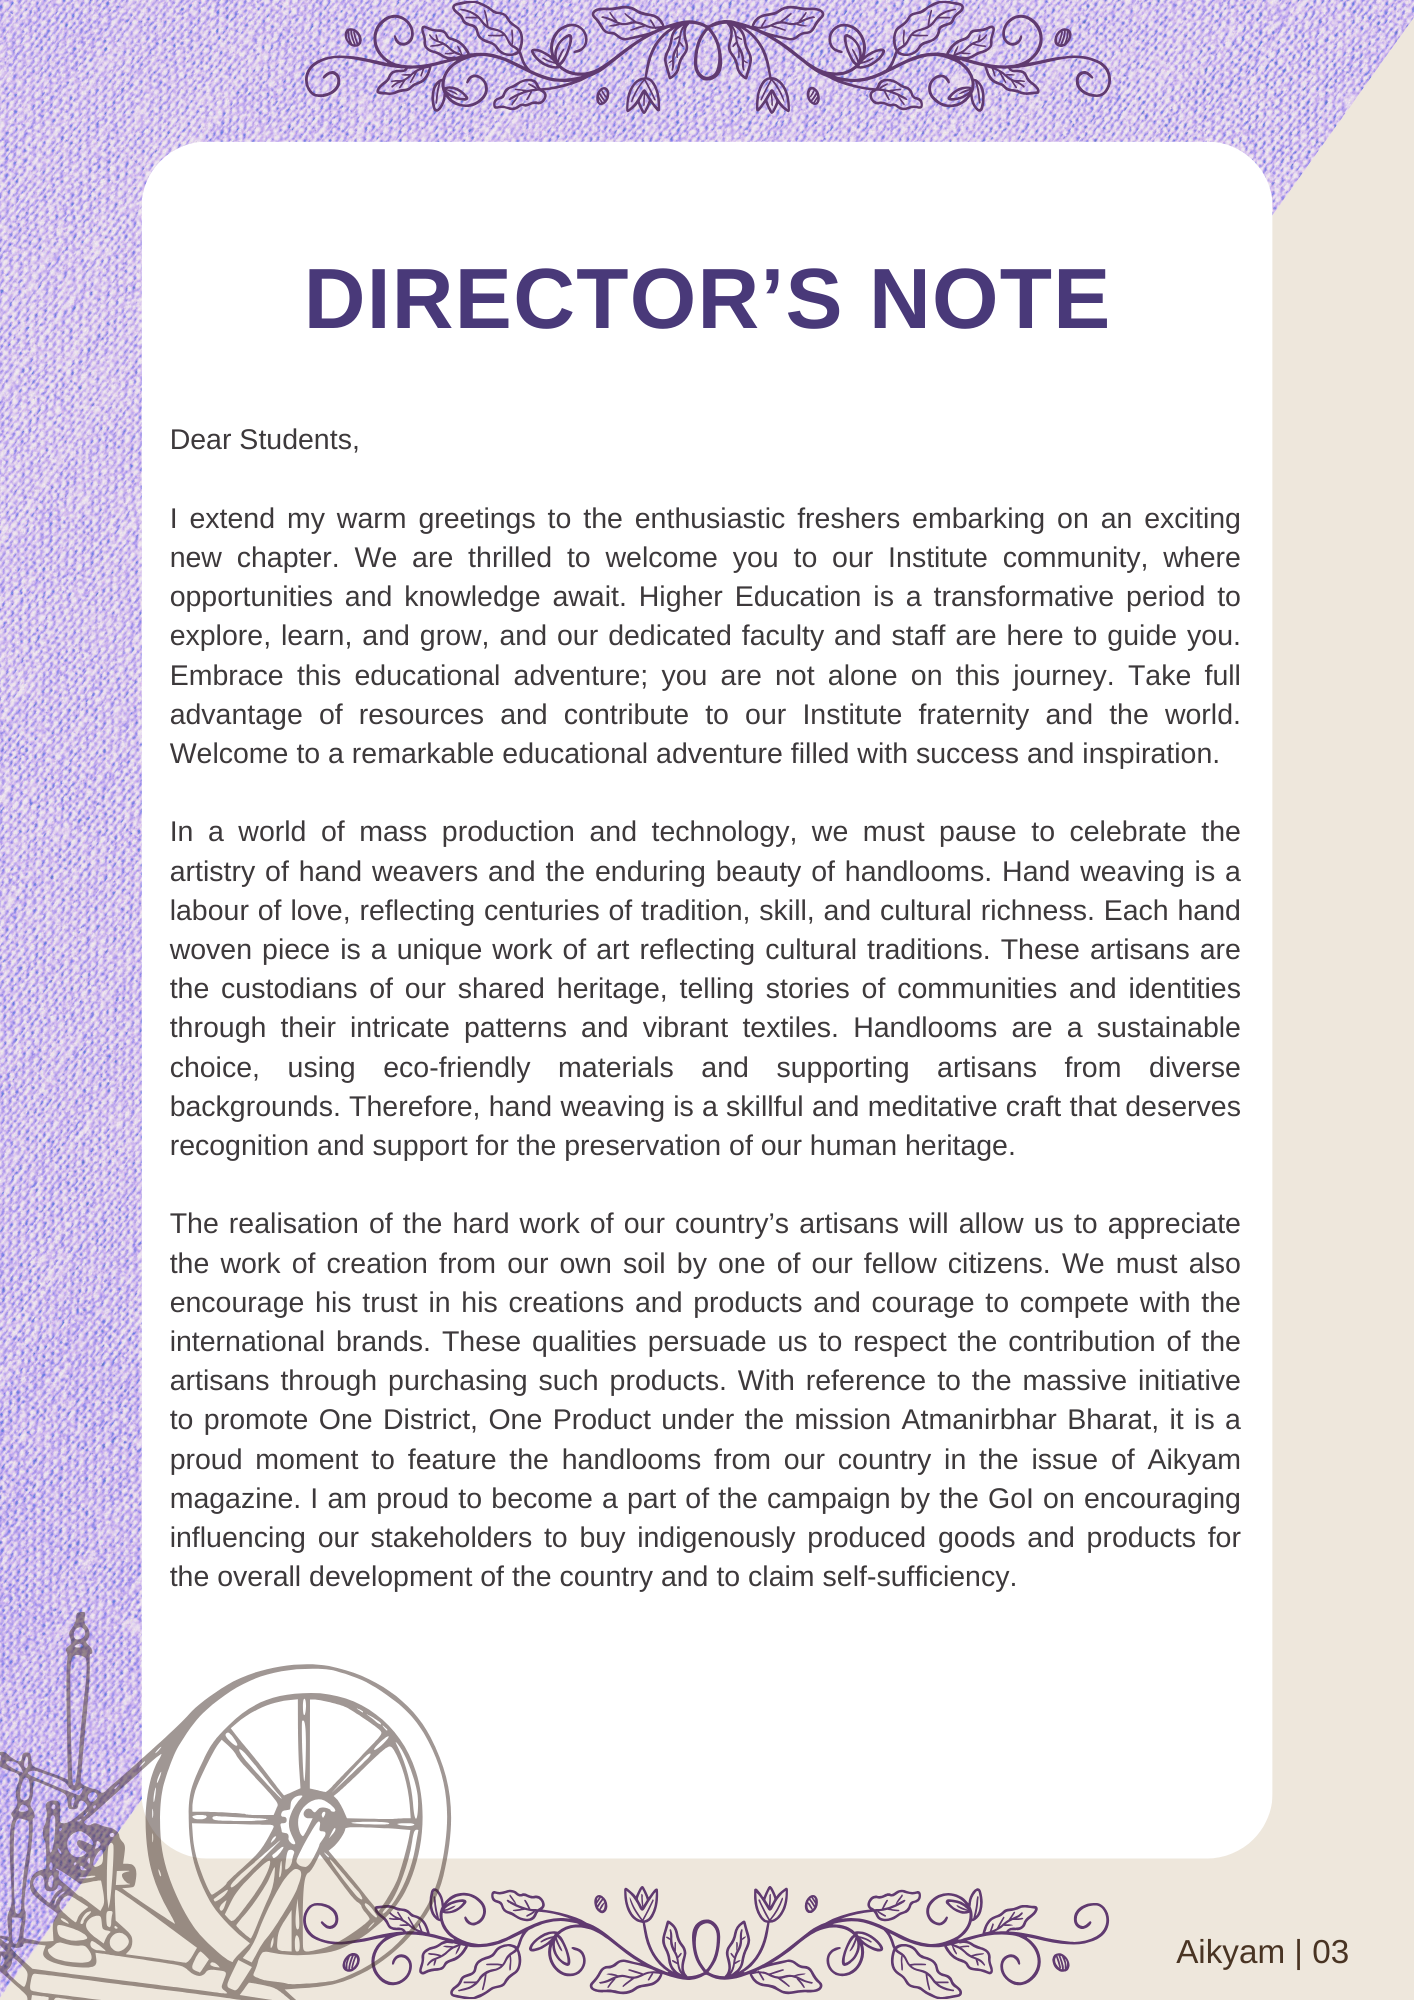 DIRECTOR’S NOTE
Dear Students,
I extend my warm greetings to the enthusiastic freshers embarking on an exciting
new chapter. We are thrilled to welcome you to our Institute community, where
opportunities and knowledge await. Higher Education is a transformative period to
explore, learn, and grow, and our dedicated faculty and staff are here to guide you.
Embrace this educational adventure; you are not alone on this journey. Take full
advantage of resources and contribute to our Institute fraternity and the world.
Welcome to a remarkable educational adventure filled with success and inspiration.
In a world of mass production and technology, we must pause to celebrate the
artistry of hand weavers and the enduring beauty of handlooms. Hand weaving is a
labour of love, reflecting centuries of tradition, skill, and cultural richness. Each hand
woven piece is a unique work of art reflecting cultural traditions. These artisans are
the custodians of our shared heritage, telling stories of communities and identities
through their intricate patterns and vibrant textiles. Handlooms are a sustainable
choice, using eco-friendly materials and supporting artisans from diverse
backgrounds. Therefore, hand weaving is a skillful and meditative craft that deserves
recognition and support for the preservation of our human heritage.
The realisation of the hard work of our country’s artisans will allow us to appreciate
the work of creation from our own soil by one of our fellow citizens. We must also
encourage his trust in his creations and products and courage to compete with the
international brands. These qualities persuade us to respect the contribution of the
artisans through purchasing such products. With reference to the massive initiative
to promote One District, One Product under the mission Atmanirbhar Bharat, it is a
proud moment to feature the handlooms from our country in the issue of Aikyam
magazine. I am proud to become a part of the campaign by the GoI on encouraging
influencing our stakeholders to buy indigenously produced goods and products for
the overall development of the country and to claim self-sufficiency.
Aikyam | 03